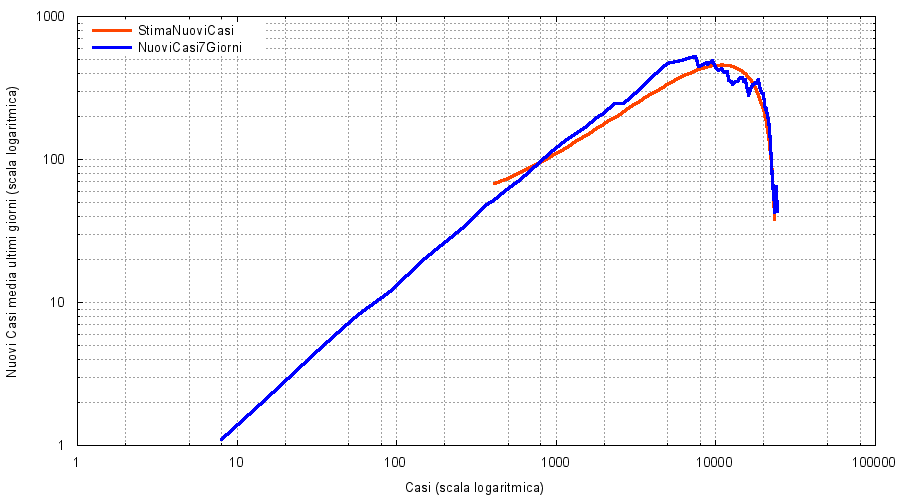 1000
StimaNuoviCasi
NuoviCasi7Giorni
100
10
1
Nuovi Casi media ultimi giorni (scala logaritmica)
1 10 100 1000 10000 100000
Casi (scala logaritmica)